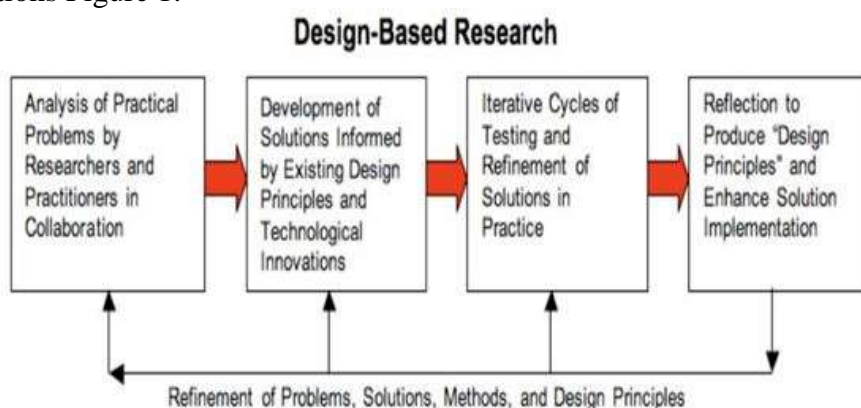 Figure 1.
Design-Based Research
Analysis of Practical
Problems by
Researchers and
Practitioners in
Collaboration
Development of
Solutions Informed
by Existing Design
Principles and
Technological
Innovations
Iterative Cycles of
Testing and
Refinement of
Solutions in
Practice
Reflection to
Produce "Design
Principles" and
Enhance Solution
Implementation
Refinement of Problems, Solutions, Methods, and Design Principles